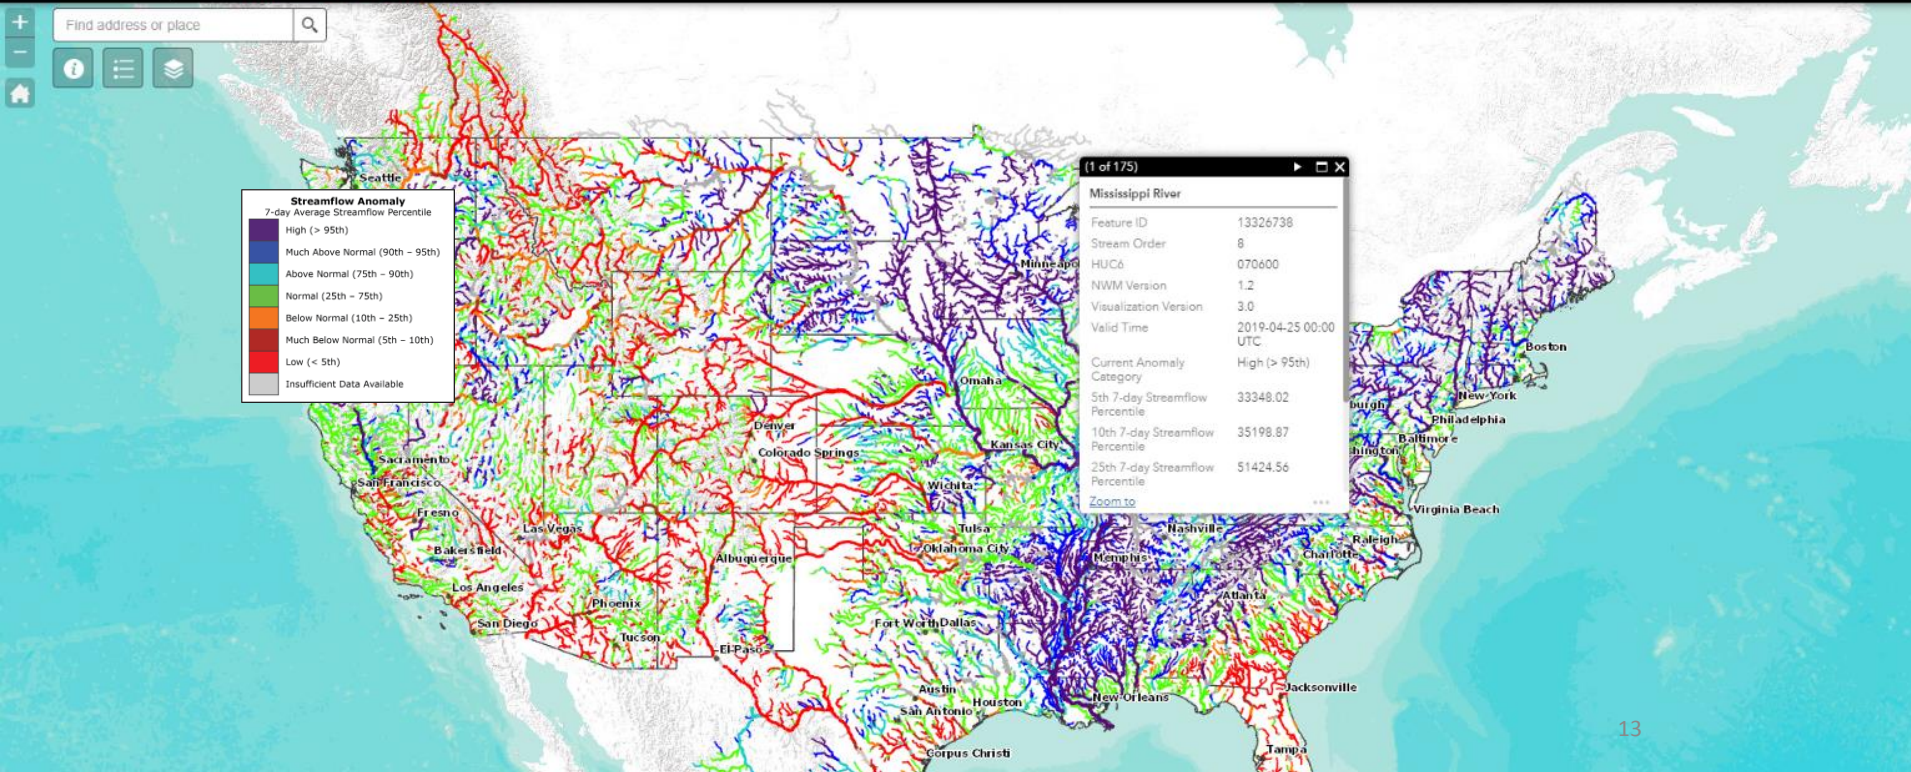 +
Find address or place
−
Streamflow Anomaly
7-day Average Streamflow Percentile
High (> 95th)
Much Above Normal (90th – 95th)
Above Normal (75th – 90th)
Normal (25th – 75th)
Below Normal (10th – 25th)
Much Below Normal (5th – 10th)
Low (< 5th)
Insufficient Data Available
(1 of 175)
Mississippi River
Feature ID 13326738
Stream Order 8
HUC6 070600
NWM Version 1.2
Visualization Version 3.0
Valid Time 2019-04-25 00:00
UTC
Current Anomaly High (> 95th)
Category
5th 7-day Streamflow 33348.02
Percentile
10th 7-day Streamflow 35198.87
Percentile
25th 7-day Streamflow 51424.56
Percentile
Zoom to
Seattle
Minneapo
Boston
Omaha
New York
burgh
Philadelphia
Denver
Baltimore
Kansas City
hington
Colorado Springs
Sacramento
San Francisco
Wichita
Virginia Beach
Fresno
Las Vegas
Tulsa
Nashville
Raleigh
Bakersfield
Oklahoma City
Albuquerque
Memphis
Charlotte
Los Angeles
Phoenix
Atlanta
San Diego
Tucson
Fort Worth
Dallas
El Paso
Austin
Jacksonville
New Orleans
Houston
San Antonio
Corpus Christi
Tampa
13